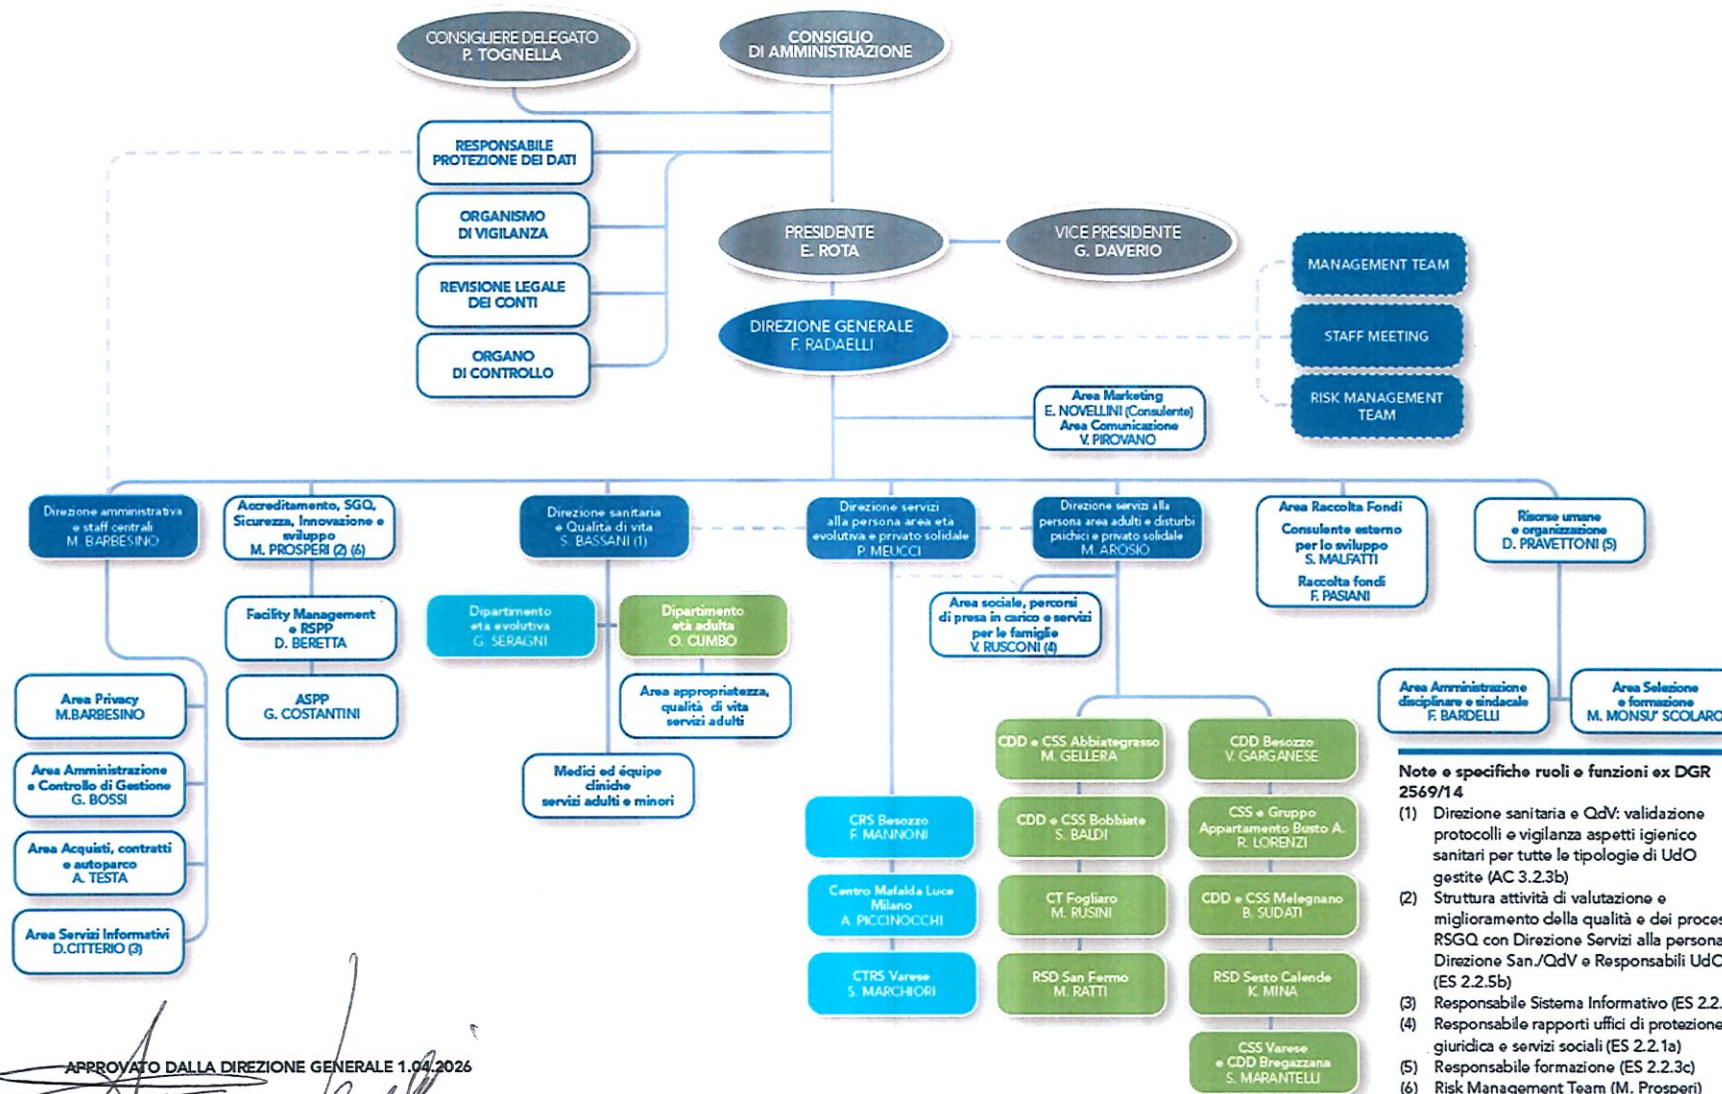 CONSIGLIERE DELEGATO
P. TOGNELLA
CONSIGLIO
DI AMMINISTRAZIONE
RESPONSABILE
PROTEZIONE DEI DATI
ORGANISMO
DI VIGILANZA
REVISIONE LEGALE
DEI CONTI
ORGANO
DI CONTROLLO
PRESIDENTE
E. ROTA
VICE PRESIDENTE
G. DAVERIO
DIREZIONE GENERALE
F. RADAELLI
MANAGEMENT TEAM
STAFF MEETING
RISK MANAGEMENT
TEAM
Area Marketing
E. NOVELLINI (Consulente)
Area Comunicazione
V. PIROVANO
Direzione amministrativa
e staff centrali
M. BARBESINO
Accreditamento, SGQ,
Sicurezza, Innovazione e
sviluppo
M. PROSPERI (2) (6)
Direzione sanitaria
e Qualità di vita
S. BASSANI (1)
Direzione servizi
alla persona area età
evolutiva e privato solidale
P. MEUCCI
Direzione servizi alla
persona area adulti e disturbi
psichici e privato solidale
M. AROSIO
Area Raccolta Fondi
Consulente esterno
per lo sviluppo
S. MALFATTI
Raccolta fondi
F. PASIANI
Risorse umane
e organizzazione
D. PRAVETTONI (5)
Facility Management
e RSPP
D. BERETTA
ASPP
G. COSTANTINI
Dipartimento
età evolutiva
G. SERAGNI
Dipartimento
età adulta
O. CUMBO
Area appropriatezza,
qualità di vita
servizi adulti
Medici ed équipe
cliniche
servizi adulti e minori
Area sociale, percorsi
di presa in carico e servizi
per le famiglie
V. RUSCONI (4)
Area Amministrazione
disciplinare e sindacale
F. BARDELLI
Area Selezione
e formazione
M. MONSU' SCOLARO
Area Privacy
M.BARBESINO
Area Amministrazione
e Controllo di Gestione
G. BOSSI
Area Acquisti, contratti
e autoparco
A. TESTA
Area Servizi Informativi
D.CITTERIO (3)
CRS Besozzo
F. MANNONI
Centro Mafalda Luce
Milano
A. PICCINOCCHI
CTRS Varese
S. MARCHIORI
CDD e CSS Abbiategrasso
M. GELLERA
CDD e CSS Bobbiate
S. BALDI
CT Fogliaro
M. RUSINI
RSD San Fermo
M. RATTI
CDD Besozzo
V. GARGANESE
CSS e Gruppo
Appartamento Busto A.
R. LORENZI
CDD e CSS Melegnano
B. SUDATI
RSD Sesto Calende
K. MINA
CSS Varese
e CDD Bregazzana
S. MARANTELLI
Note e specifiche ruoli e funzioni ex DGR
2569/14
(1) Direzione sanitaria e QdV: validazione
protocolli e vigilanza aspetti igienico
sanitari per tutte le tipologie di UdO
gestite (AC 3.2.3b)
(2) Struttura attività di valutazione e
miglioramento della qualità e dei proces
RSGQ con Direzione Servizi alla persona
Direzione San./QdV e Responsabili UdO
(ES 2.2.5b)
(3) Responsabile Sistema Informativo (ES 2.2.
(4) Responsabile rapporti uffici di protezione
giuridica e servizi sociali (ES 2.2.1a)
(5) Responsabile formazione (ES 2.2.3c)
(6) Risk Management Team (M. Prosperi)
APPROVATO DALLA DIREZIONE GENERALE 1.04.2026